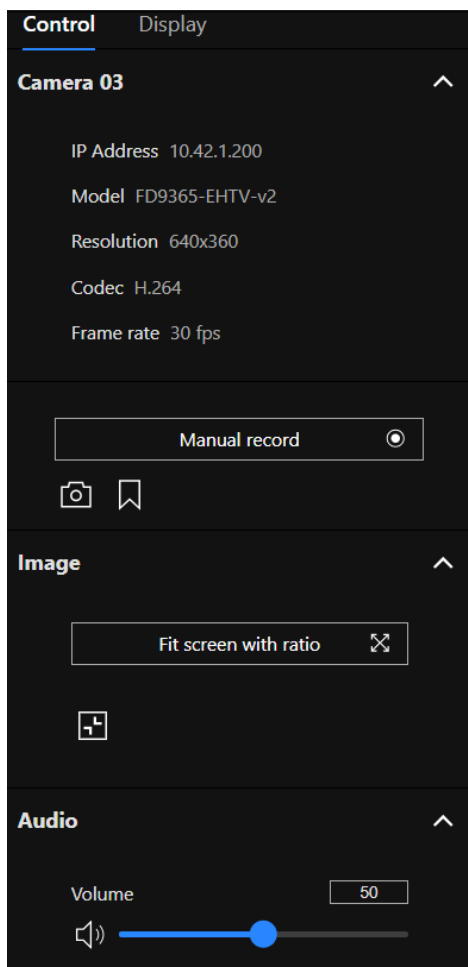 Control Display
Camera 03
IP Address 10.42.1.200
Model FD9365-EHTV-v2
Resolution 640x360
Codec H.264
Frame rate 30 fps
Manual record
Image
Fit screen with ratio
Audio
Volume 50